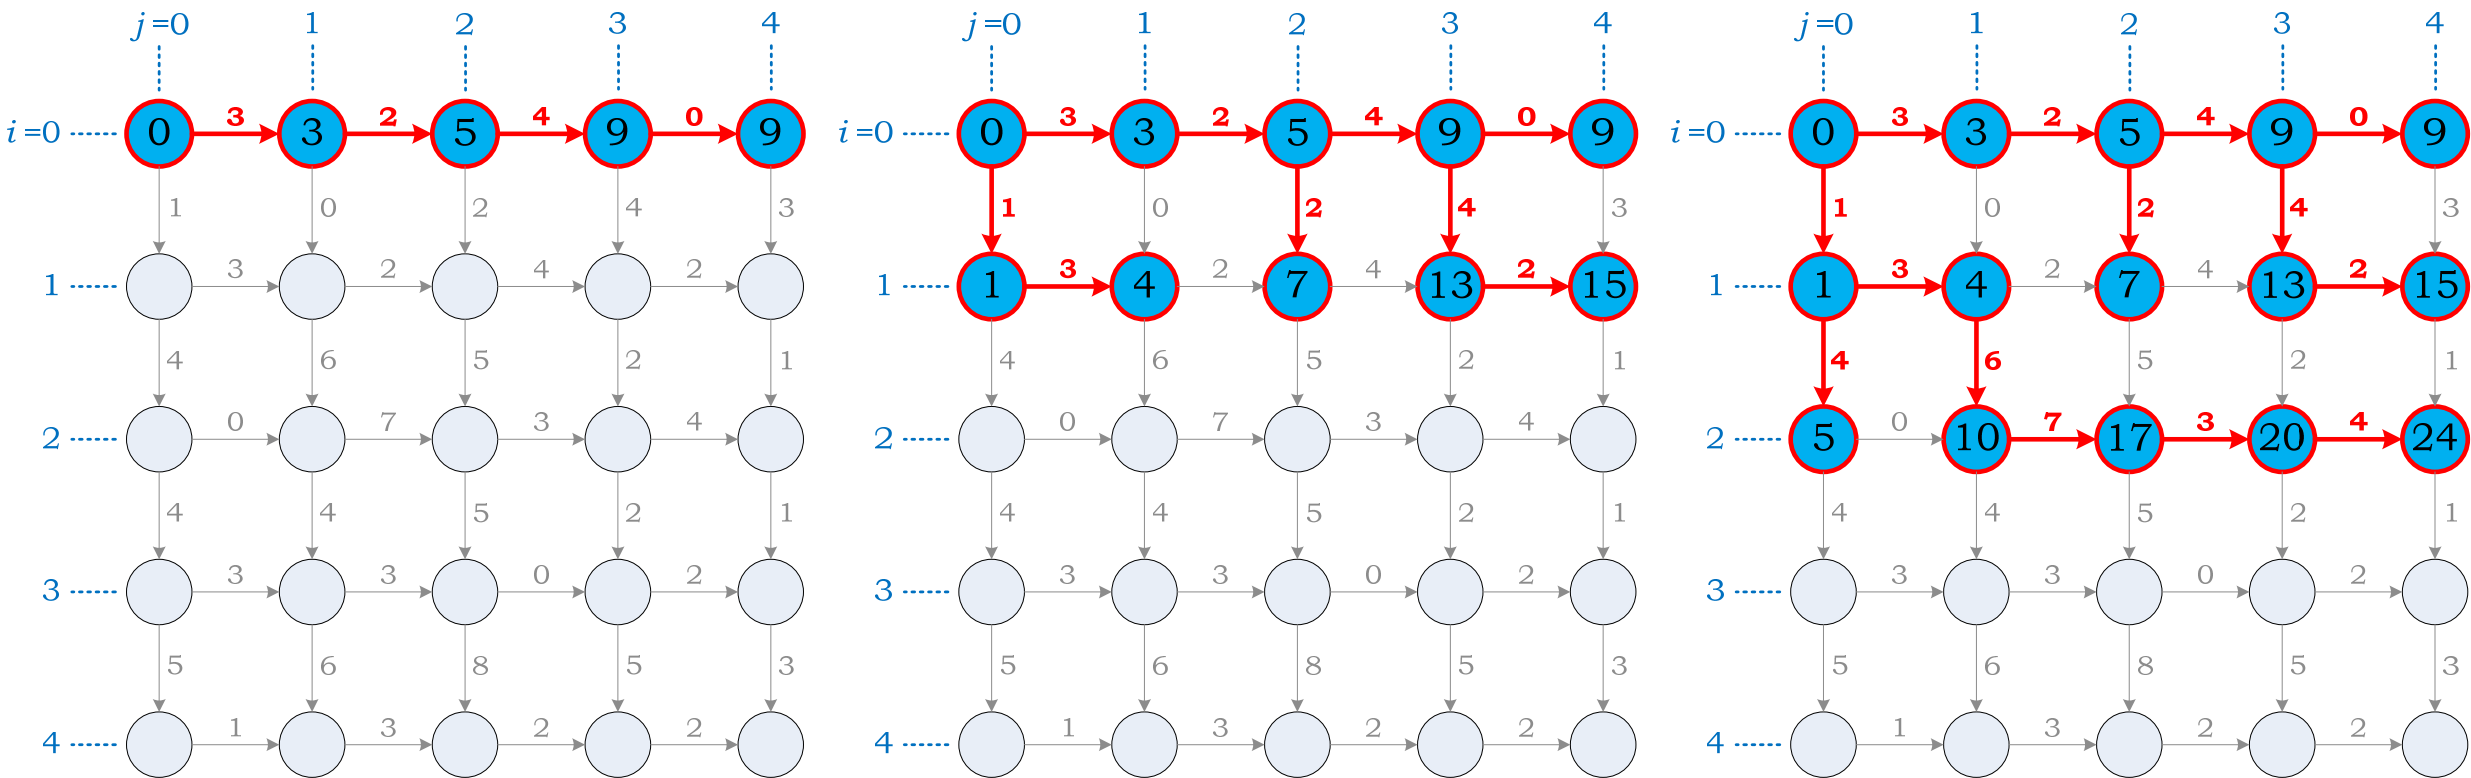 j=0 1 2 3 4 j=0 1 2 3 4 j=0 1 2 3 4
3 2 4 0 3 2 4 0 3 2 4 0
i=0 0 3 5 9 9 i=0 0 3 5 9 9 i=0 0 3 5 9 9
1 0 2 4 3 1 0 2 4 3 1 0 2 4 3
3 2 4 2 3 2 4 2 3 2 4 2
1 1 1 4 7 13 15 1 1 4 7 13 15
4 6 5 2 1 4 6 5 2 1 4 6 5 2 1
0 7 3 4 0 7 3 4 0 7 3 4
2 2 2 5 10 17 20 24
4 4 5 2 1 4 4 5 2 1 4 4 5 2 1
3 3 0 2 3 3 0 2 3 3 0 2
3 3 3
5 6 8 5 3 5 6 8 5 3 5 6 8 5 3
1 3 2 2 1 3 2 2 1 3 2 2
4 4 4